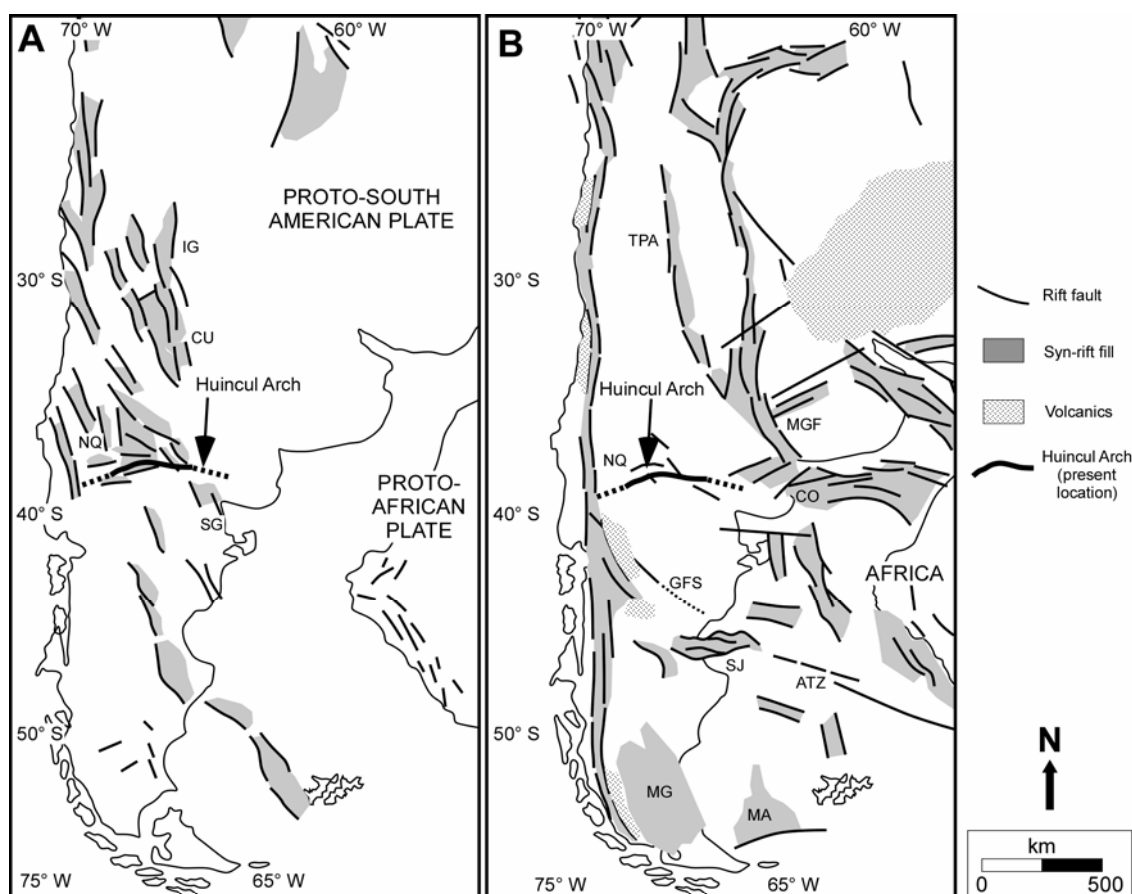 A
70° W
60° W
PROTO-SOUTH
AMERICAN PLATE
IG
30° S
CU
Huincul Arch
NQ
40° S
SG
PROTO-
AFRICAN
PLATE
50° S
75° W
65° W
B
70° W
60° W
TPA
30° S
Huincul Arch
MGF
NQ
CO
40° S
AFRICA
GFS
SJ
ATZ
50° S
MG
MA
75° W
65° W
Rift fault
Syn-rift fill
Volcanics
Huincul Arch
(present
location)
N
km
0 500